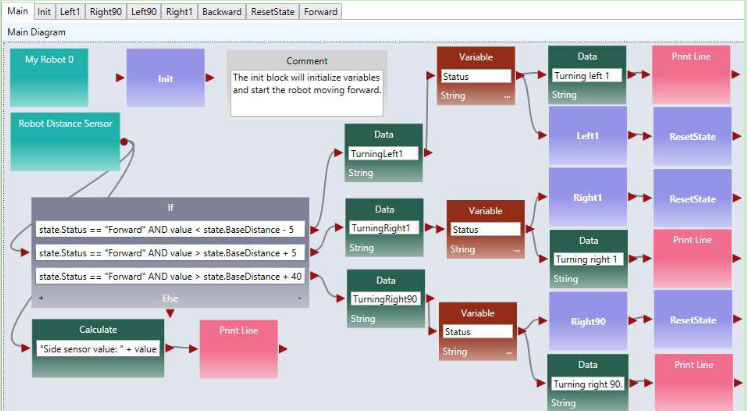 Main Init Left1 Right90 Left90 Right1 Backward ResetState Forward
Main Diagram
My Robot 0
Init
Comment
The init block will initialize variables
and start the robot moving forward.
Variable
Status
String ...
Data
Turning left 1
String
Print Line
Robot Distance Sensor
Data
TurningLeft1
String
Left1
ResetState
If
state.Status == "Forward" AND value < state.BaseDistance - 5
state.Status == "Forward" AND value > state.BaseDistance + 5
state.Status == "Forward" AND value > state.BaseDistance + 40
+ Else -
Data
TurningRight1
String
Variable
Status
String ...
Right1
ResetState
Data
Turning right 1
String
Print Line
Data
TurningRight90
String
Variable
Status
String ...
Right90
ResetState
Data
Turning right 90.
String
Print Line
Calculate
"Side sensor value: " + value
Print Line